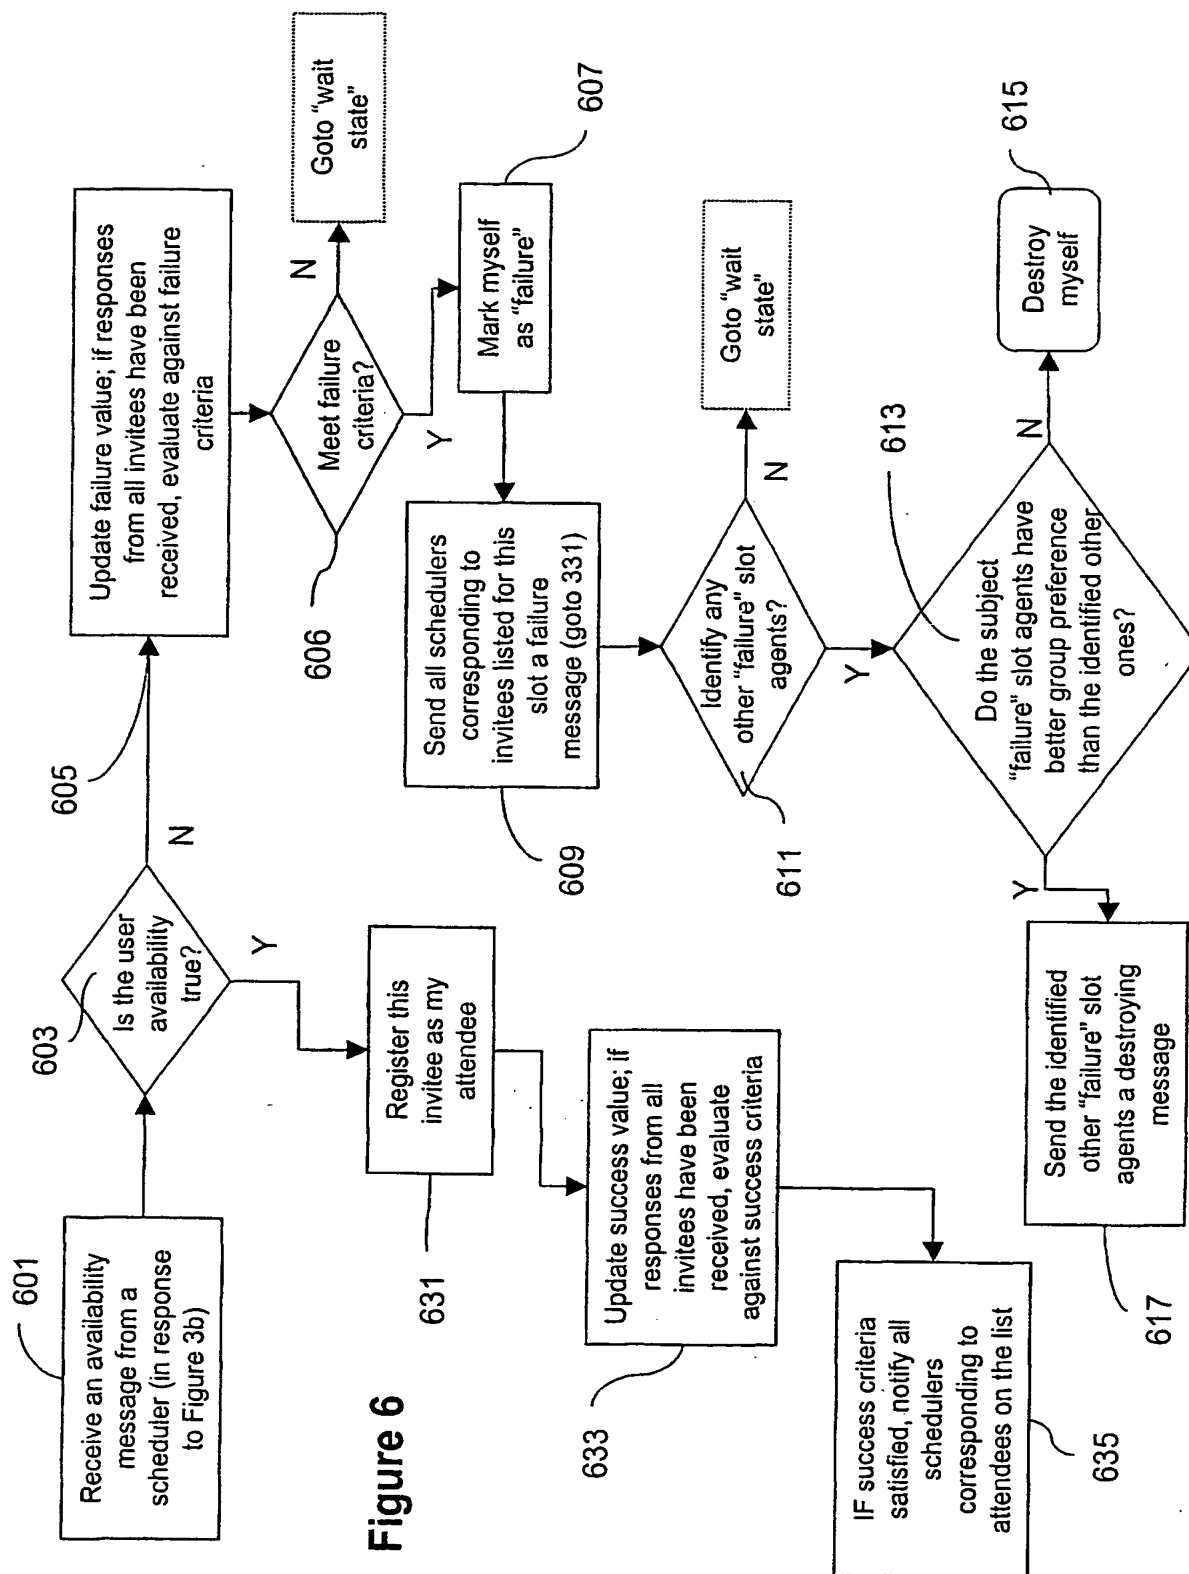 601
Receive an availability
message from a
scheduler (in response
to Figure 3b)
603
Is the user
availability
true?
N
Y
605
Update failure value; if responses
from all invitees have been
received, evaluate against failure
criteria
606
Meet failure
criteria?
N
Goto “wait
state”
Y
607
Mark myself
as “failure”
609
Send all schedulers
corresponding to
invitees listed for this
slot a failure
message (goto 331)
611
Identify any
other “failure” slot
agents?
N
Goto “wait
state”
Y
613
Do the subject
“failure” slot agents have
better group preference
than the identified other
ones?
N
615
Destroy
myself
Y
617
Send the identified
other “failure” slot
agents a destroying
message
631
Register this
invitee as my
attendee
633
Update success value; if
responses from all
invitees have been
received, evaluate
against success criteria
635
IF success criteria
satisfied, notify all
schedulers
corresponding to
attendees on the list
Figure 6